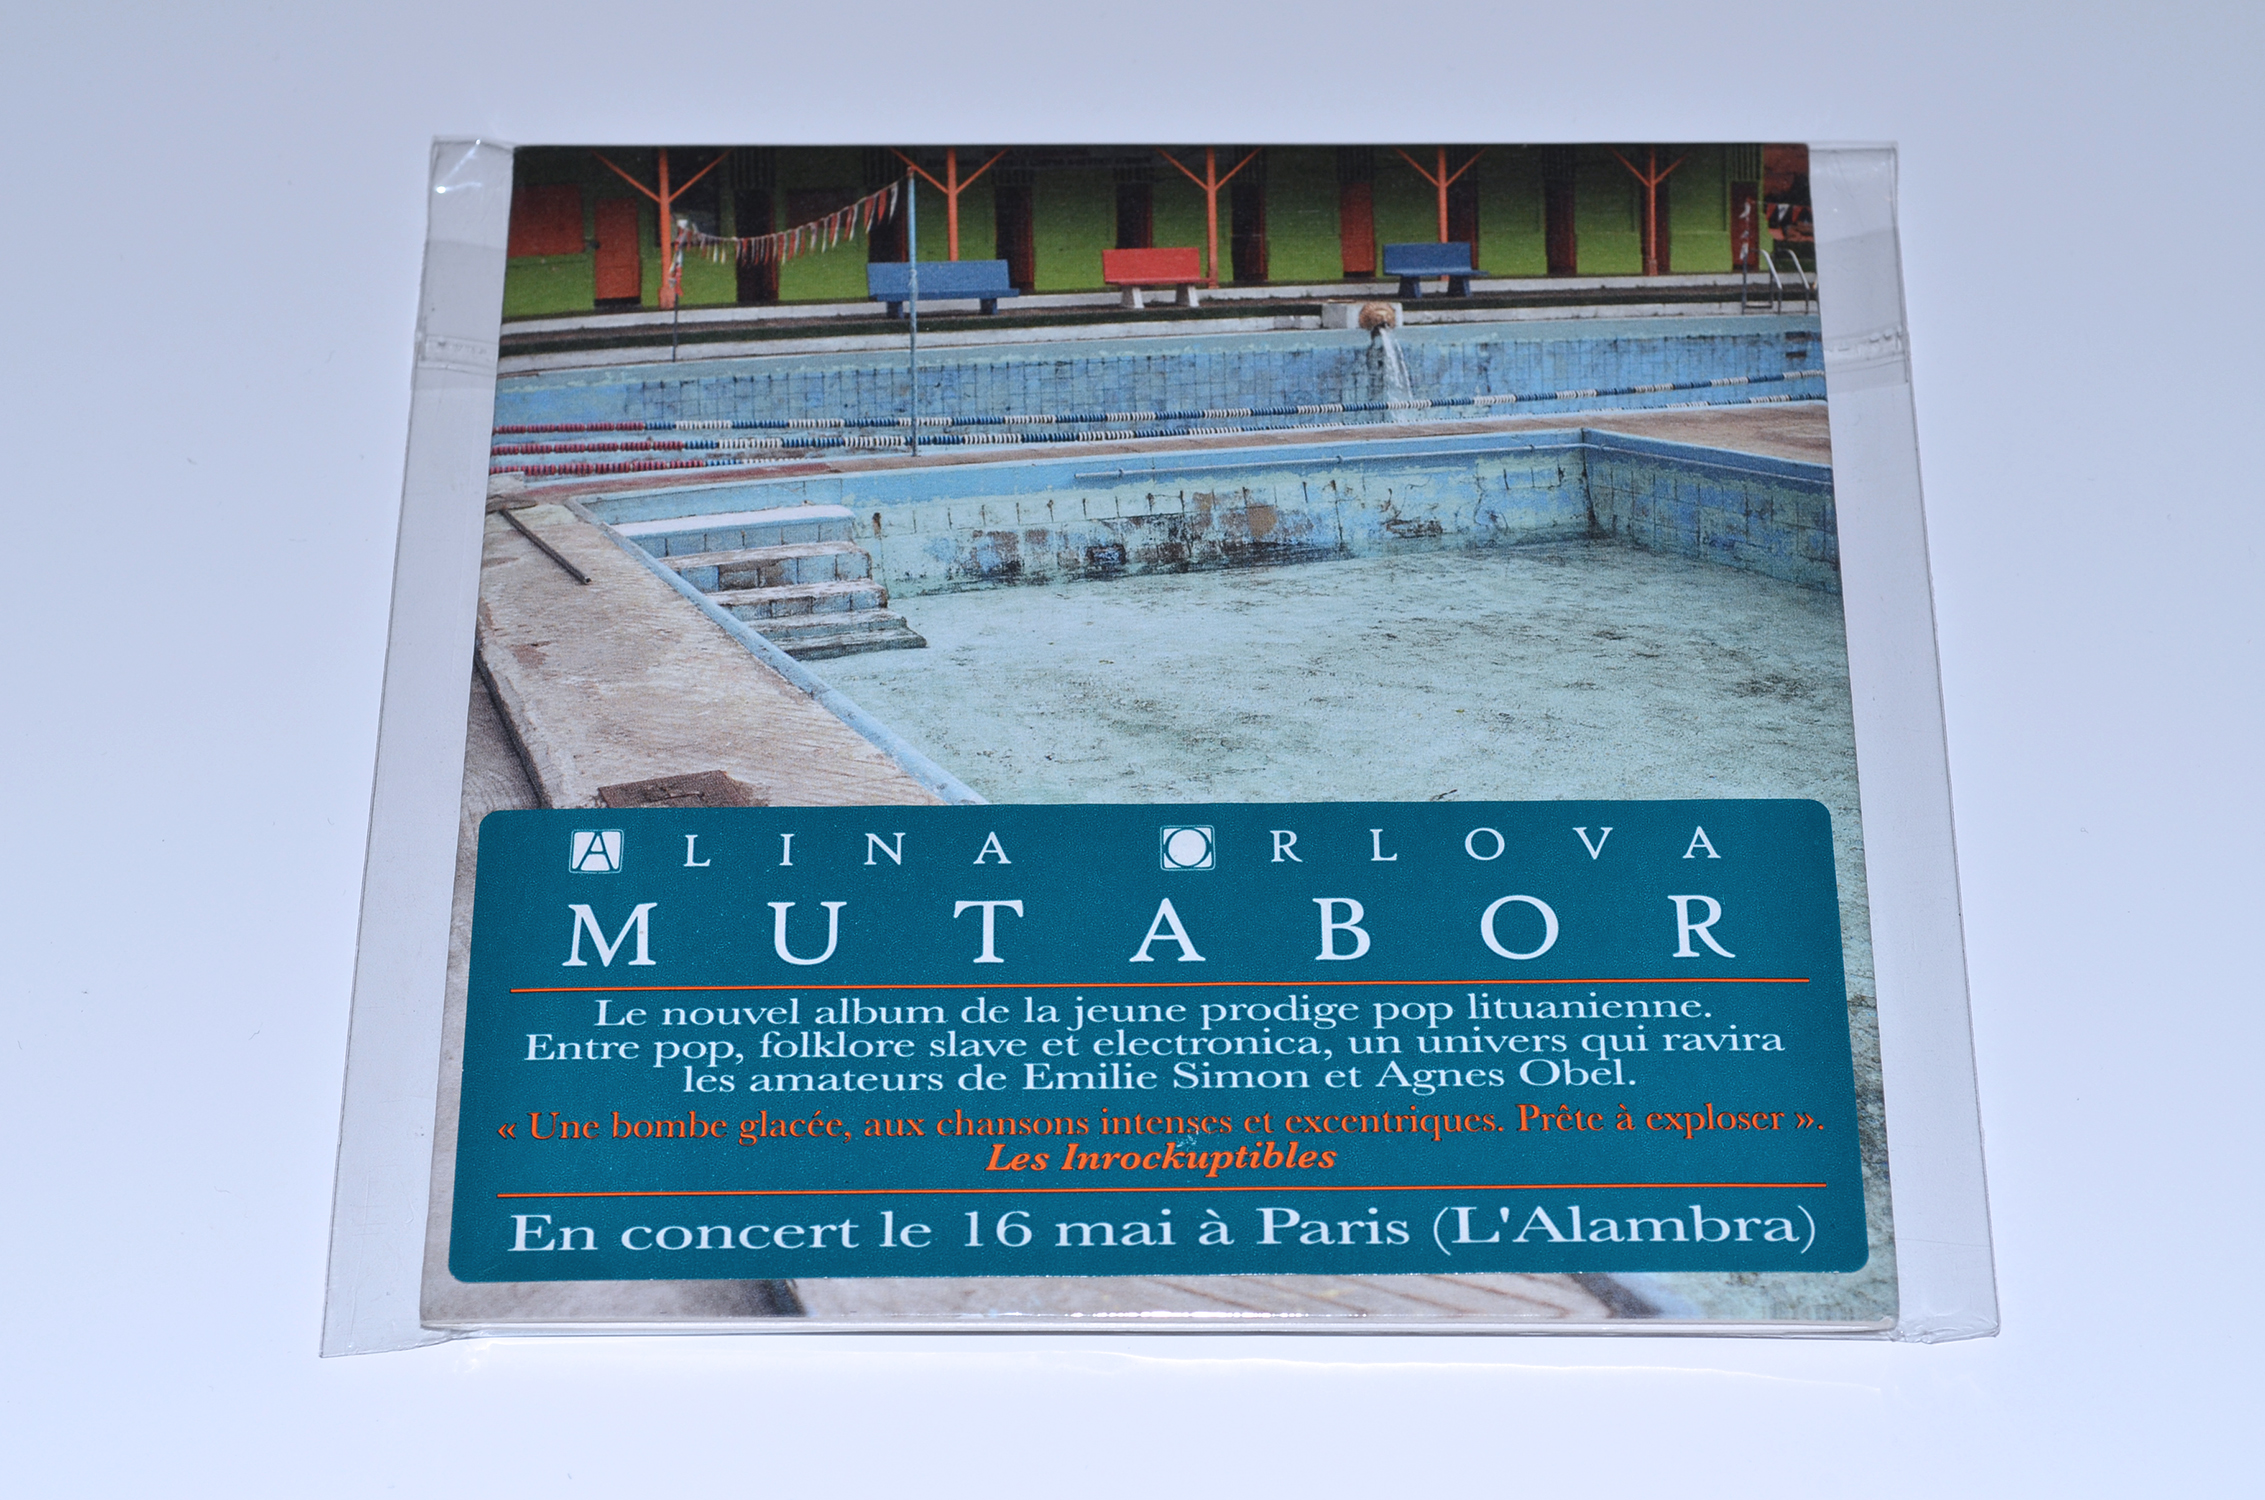 ALINA ORLOVA
MUTABOR
Le nouvel album de la jeune prodige pop lituanienne.
Entre pop, folklore slave et electronica, un univers qui ravira
les amateurs de Emilie Simon et Agnes Obel.
« Une bombe glacée, aux chansons intenses et excentriques. Prête à exploser ».
Les Inrockuptibles
En concert le 16 mai à Paris (L'Alambra)